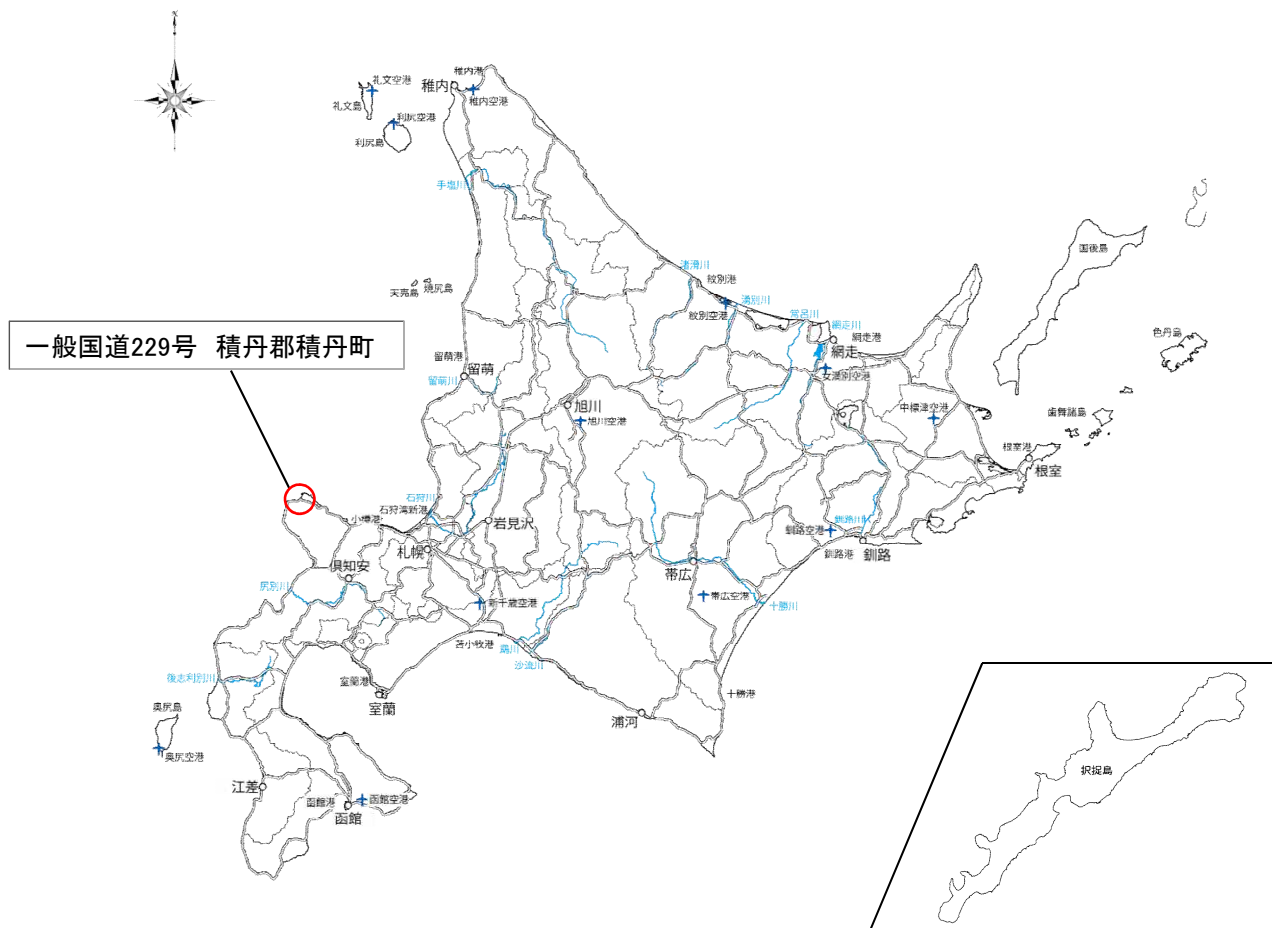 N
稚内港
稚内
礼文空港
稚内空港
礼文島
利尻空港
利尻島
手塩川
国後島
渚滑川
紋別港
天売島
焼尻島
湧別川
紋別空港
常呂川
網走川
網走港
網走
色丹島
一般国道229号 積丹郡積丹町
留萌港
留萌
留萌川
女満別空港
旭川
旭川空港
中標津空港
歯舞諸島
根室港
根室
石狩川
石狩湾新港
小樽港
岩見沢
札幌
釧路空港
釧路川
釧路港
釧路
倶知安
尻別川
帯広
帯広空港
十勝川
新千歳空港
苫小牧港
鵡川
沙流川
後志利別川
室蘭港
室蘭
十勝港
浦河
奥尻島
奥尻空港
江差
函館港
函館空港
函館
択捉島